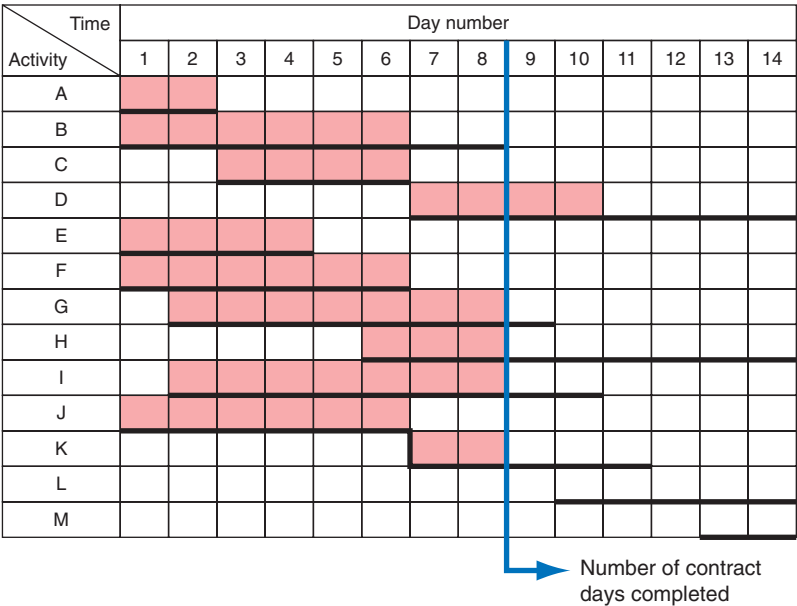 Time
Day number
Activity
1 2 3 4 5 6 7 8 9 10 11 12 13 14
A
B
C
D
E
F
G
H
I
J
K
L
M
Number of contract
days completed